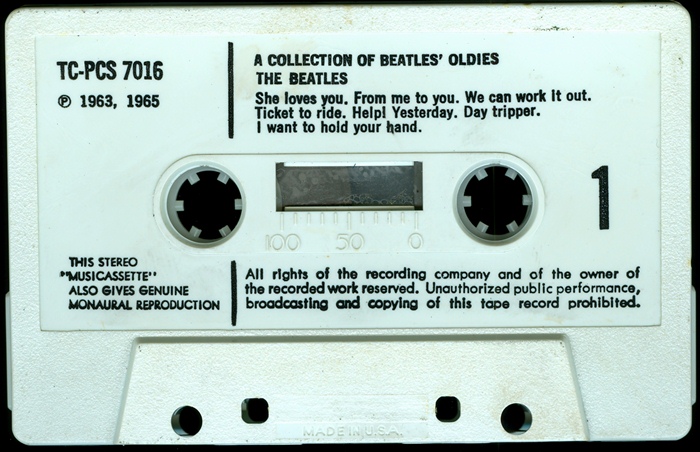 TC-PCS 7016
℗ 1963, 1965
A COLLECTION OF BEATLES' OLDIES
THE BEATLES
She loves you. From me to you. We can work it out.
Ticket to ride. Help! Yesterday. Day tripper.
I want to hold your hand.
1
100 50 0
THIS STEREO
"MUSICASSETTE"
ALSO GIVES GENUINE
MONAURAL REPRODUCTION
All rights of the recording company and of the owner of
the recorded work reserved. Unauthorized public performance,
broadcasting and copying of this tape record prohibited.
MADE IN U.S.A.